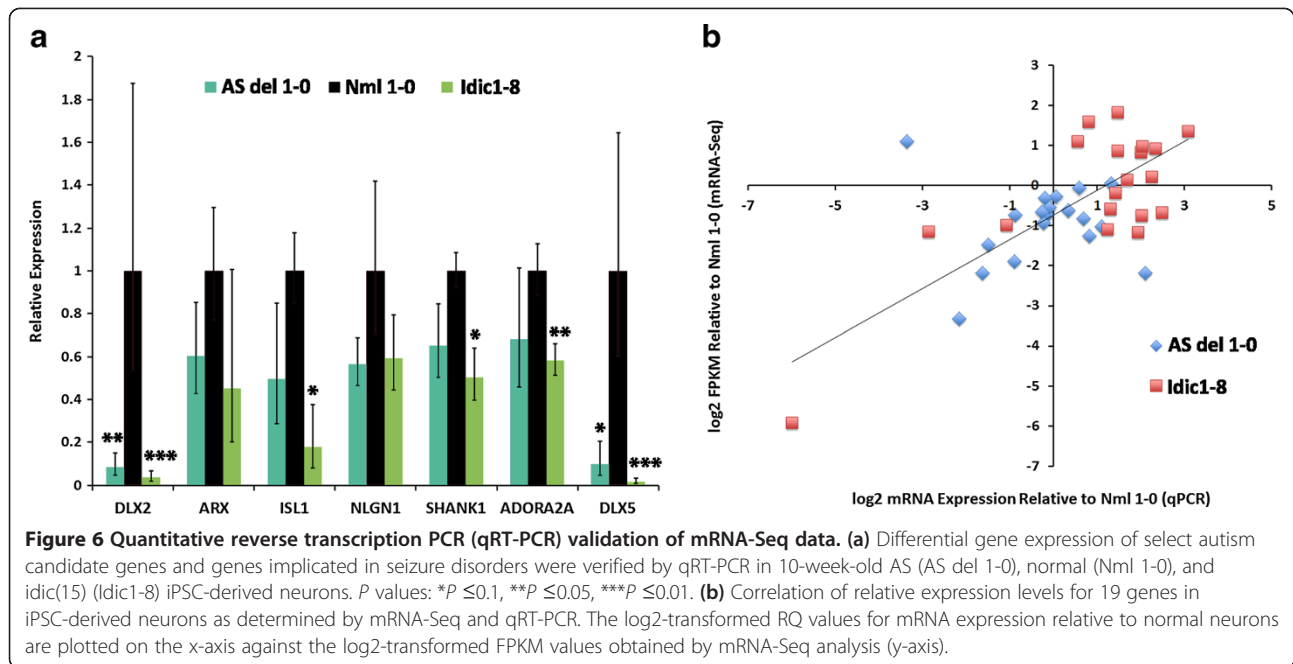 a
2
1.8
1.6
1.4
1.2
1
0.8
0.6
0.4
0.2
0
Relative Expression
AS del 1-0 Nml 1-0 Idic1-8
** *** * * ** * ***
DLX2 ARX ISL1 NLGN1 SHANK1 ADORA2A DLX5
b
3
2
1
0
-1
-2
-3
-4
-5
-6
-7
-7 -5 -3 -1 1 3 5
log2 FPKM Relative to Nml 1-0 (mRNA-Seq)
AS del 1-0
Idic1-8
log2 mRNA Expression Relative to Nml 1-0 (qPCR)
Figure 6 Quantitative reverse transcription PCR (qRT-PCR) validation of mRNA-Seq data. (a) Differential gene expression of select autism
candidate genes and genes implicated in seizure disorders were verified by qRT-PCR in 10-week-old AS (AS del 1-0), normal (Nml 1-0), and
idic(15) (Idic1-8) iPSC-derived neurons. P values: *P ≤0.1, **P ≤0.05, ***P ≤0.01. (b) Correlation of relative expression levels for 19 genes in
iPSC-derived neurons as determined by mRNA-Seq and qRT-PCR. The log2-transformed RQ values for mRNA expression relative to normal neurons
are plotted on the x-axis against the log2-transformed FPKM values obtained by mRNA-Seq analysis (y-axis).